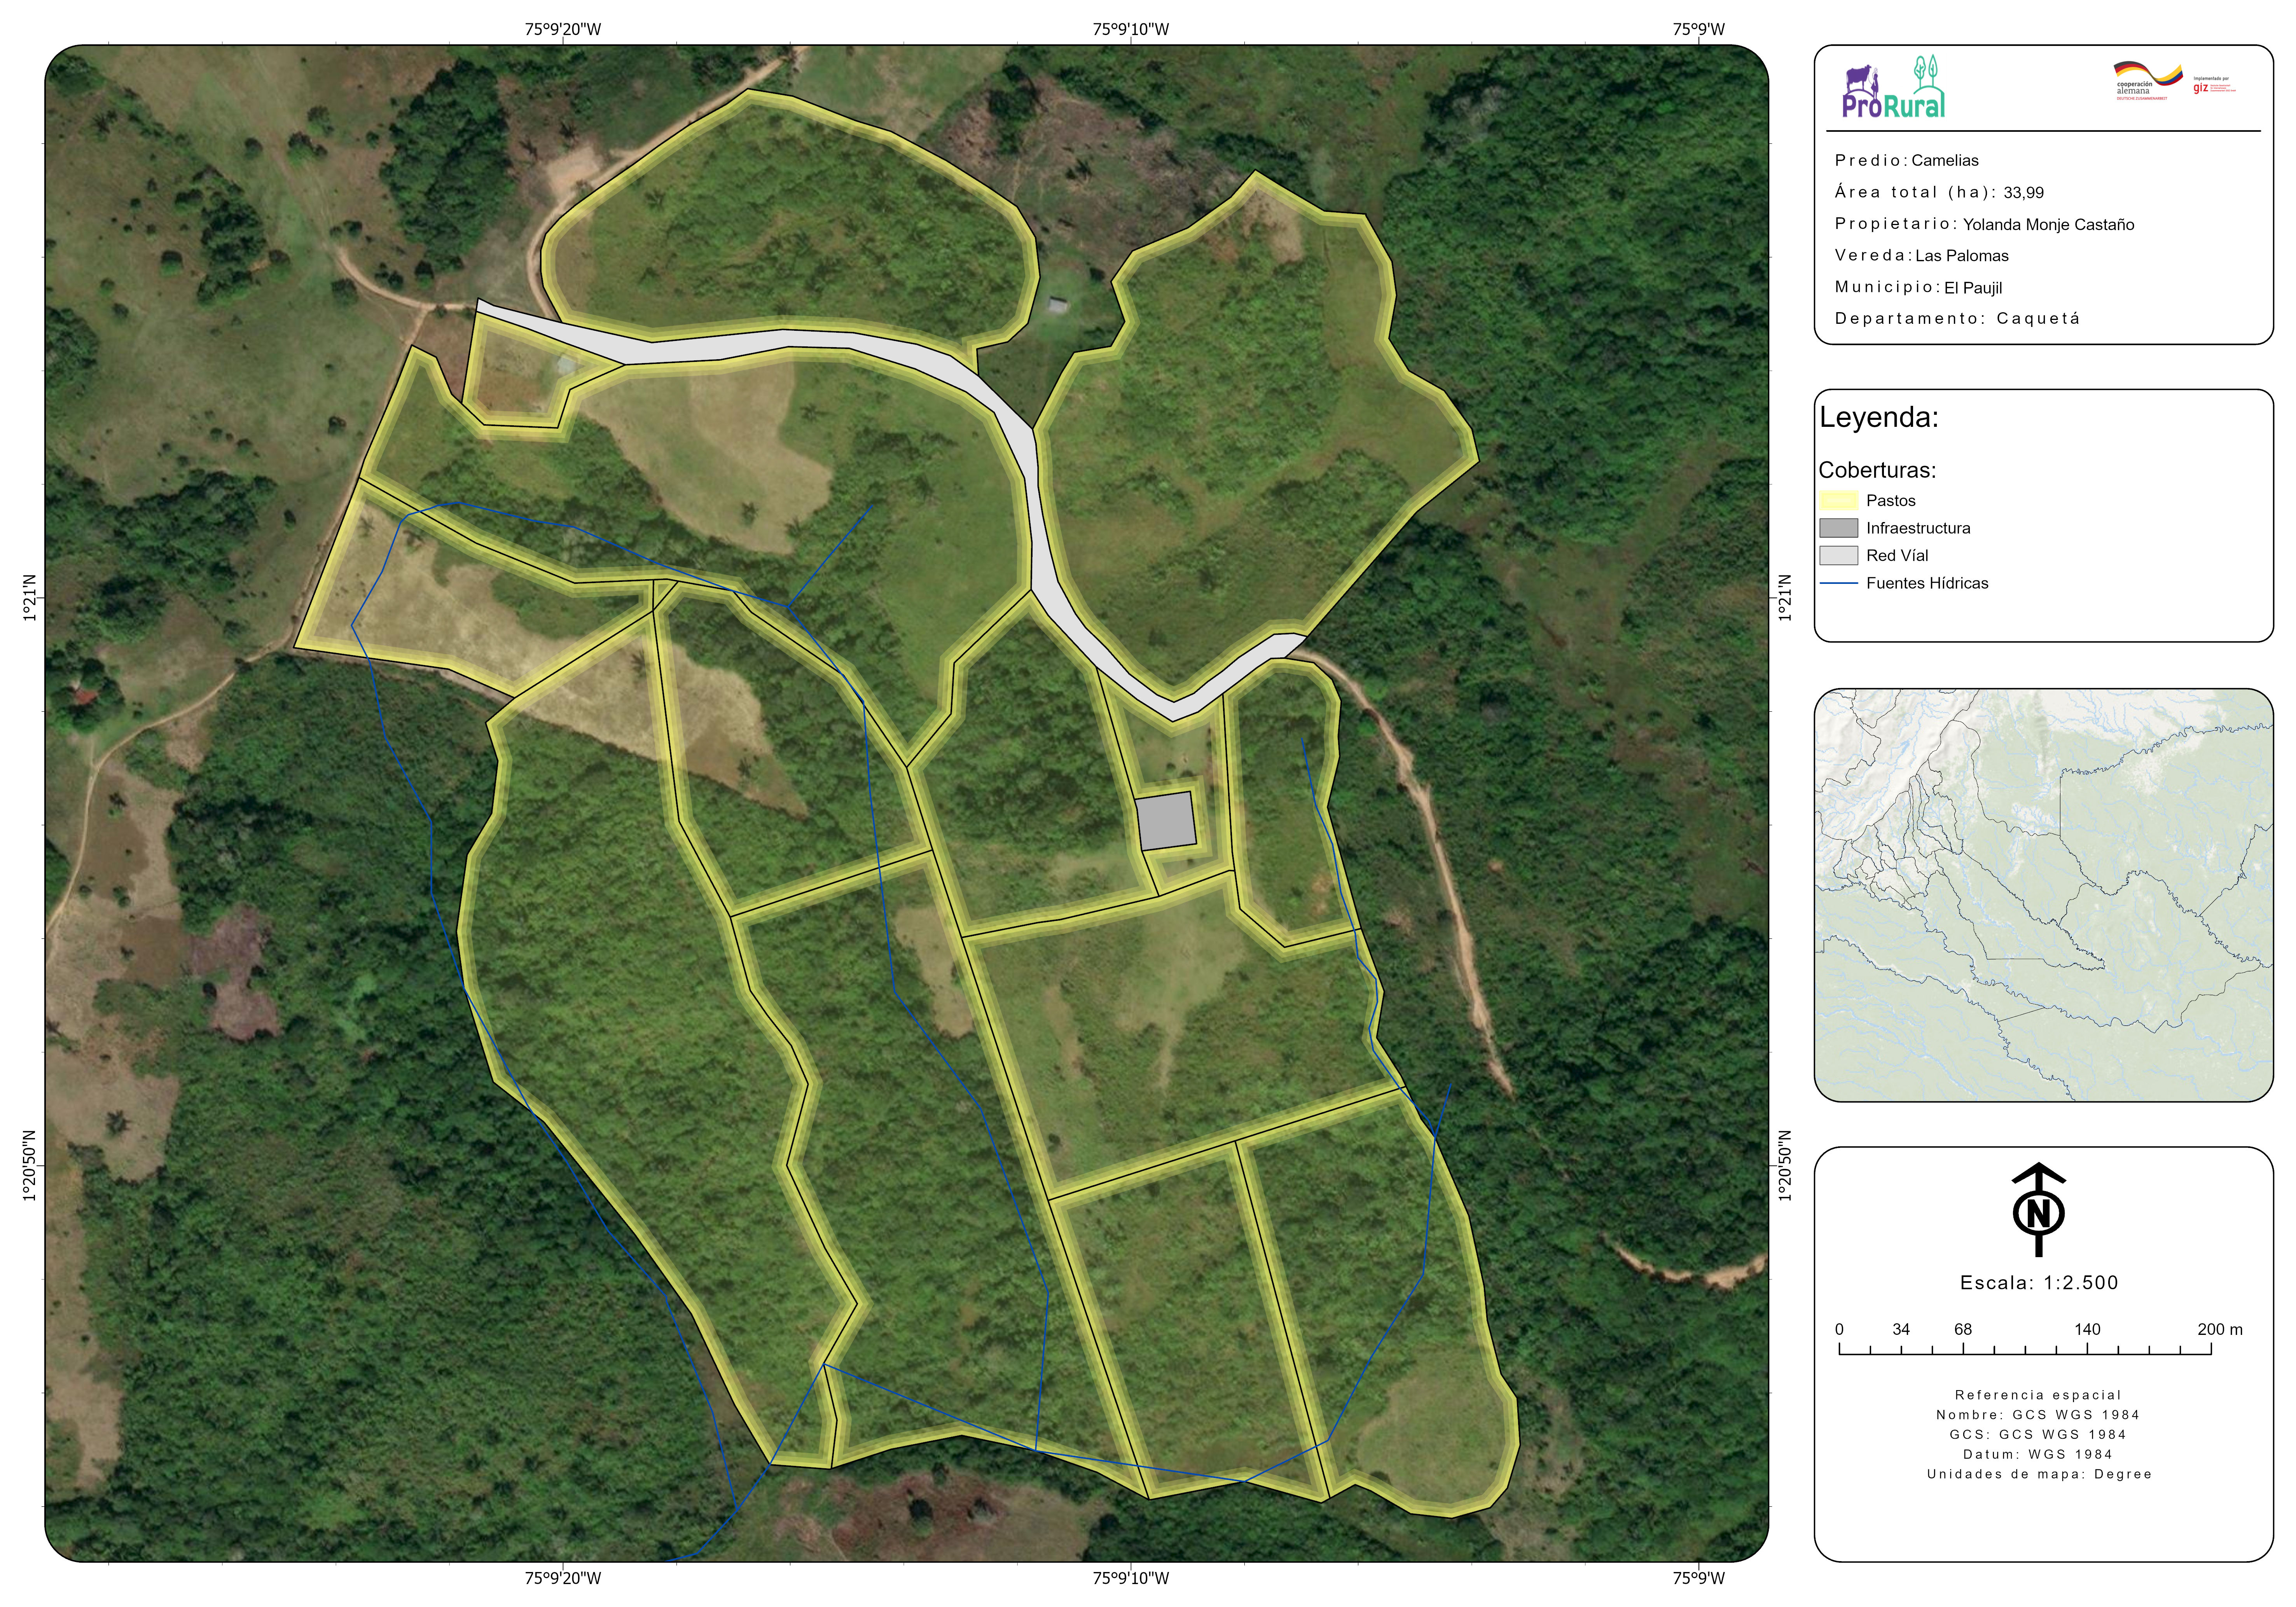 75°9'20"W
75°9'10"W
75°9'W
1°21'N
1°20'50"N
1°21'N
1°20'50"N
75°9'20"W
75°9'10"W
75°9'W
ProRural
cooperación
alemana
DEUTSCHE ZUSAMMENARBEIT
Implementada por
giz
Predio: Camelias
Área total (ha): 33,99
Propietario: Yolanda Monje Castaño
Vereda: Las Palomas
Municipio: El Paujil
Departamento: Caquetá
Leyenda:
Coberturas:
Pastos
Infraestructura
Red Víal
Fuentes Hídricas
N
Escala: 1:2.500
0 34 68 140 200 m
Referencia espacial
Nombre: GCS WGS 1984
GCS: GCS WGS 1984
Datum: WGS 1984
Unidades de mapa: Degree